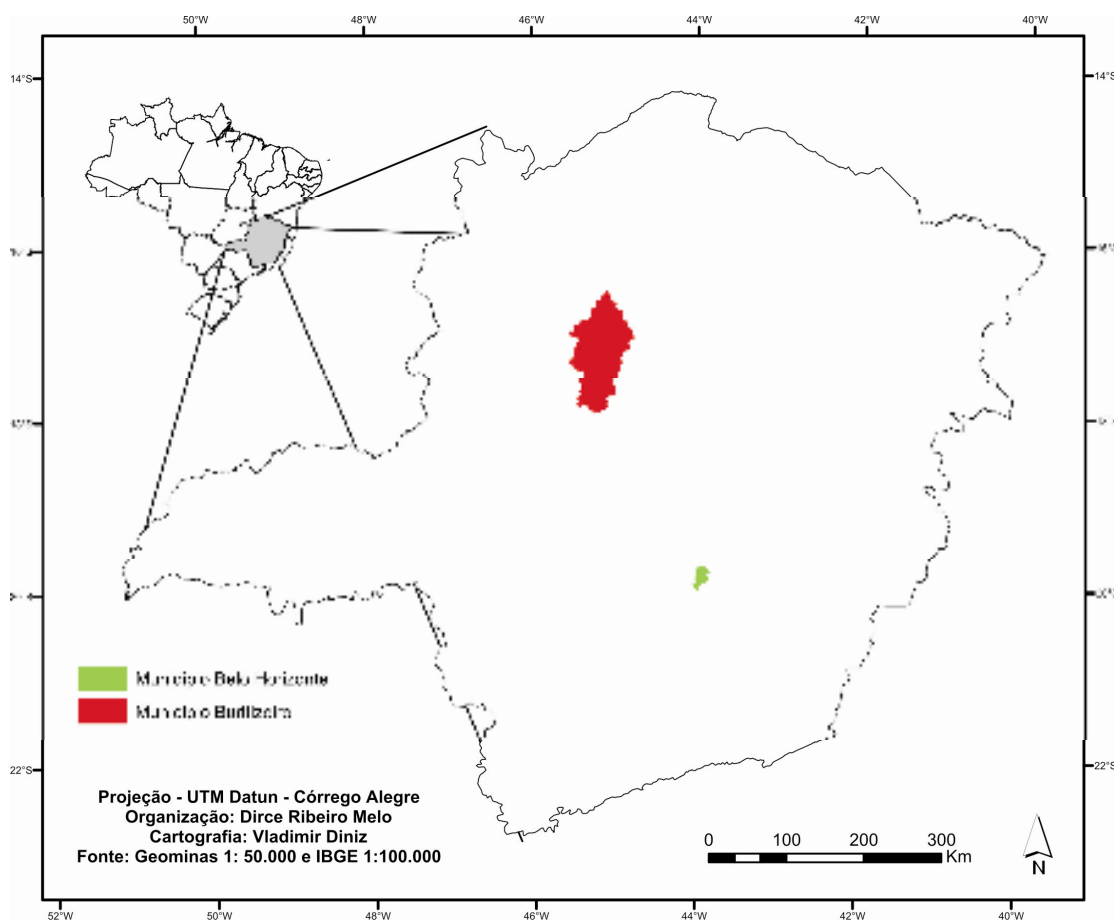 50°W 48°W 46°W 44°W 42°W 40°W
14°S 14°S
Município Belo Horizonte
Município
22°S 22°S
Projeção - UTM Datun - Córrego Alegre
Organização: Dirce Ribeiro Melo
Cartografia: Vladimir Diniz
Fonte: Geominas 1: 50.000 e IBGE 1:100.000
0 100 200 300
Km
N
52°W 50°W 48°W 46°W 44°W 42°W